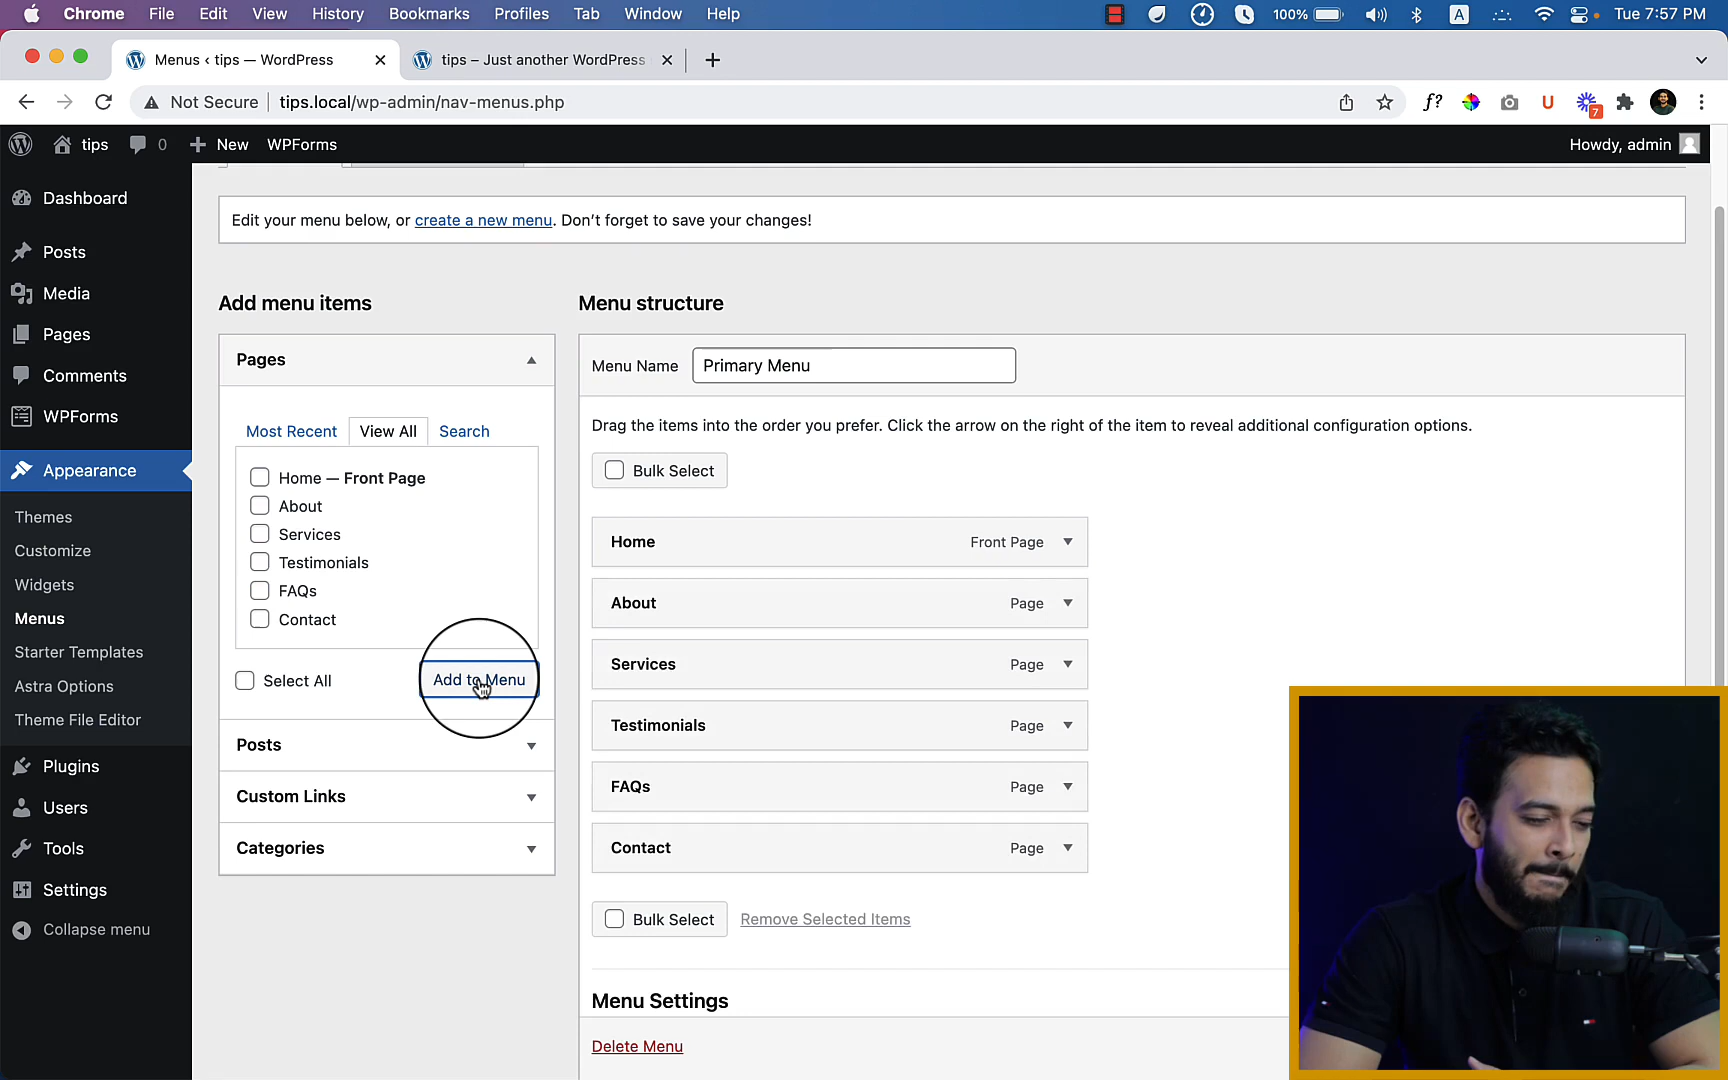 Chrome File Edit View History Bookmarks Profiles Tab Window Help 100% A Tue 7:57 PM
Menus ‹ tips — WordPress tips – Just another WordPress
Not Secure tips.local/wp-admin/nav-menus.php f? U 7
tips 0 New WPForms Howdy, admin
Dashboard
Posts
Media
Pages
Comments
WPForms
Appearance
Themes
Customize
Widgets
Menus
Starter Templates
Astra Options
Theme File Editor
Plugins
Users
Tools
Settings
Collapse menu
Edit your menu below, or create a new menu. Don’t forget to save your changes!
Add menu items
Pages
Most Recent View All Search
Home — Front Page
About
Services
Testimonials
FAQs
Contact
Select All Add to Menu
Posts
Custom Links
Categories
Menu structure
Menu Name Primary Menu
Drag the items into the order you prefer. Click the arrow on the right of the item to reveal additional configuration options.
Bulk Select
Home Front Page
About Page
Services Page
Testimonials Page
FAQs Page
Contact Page
Bulk Select Remove Selected Items
Menu Settings
Delete Menu